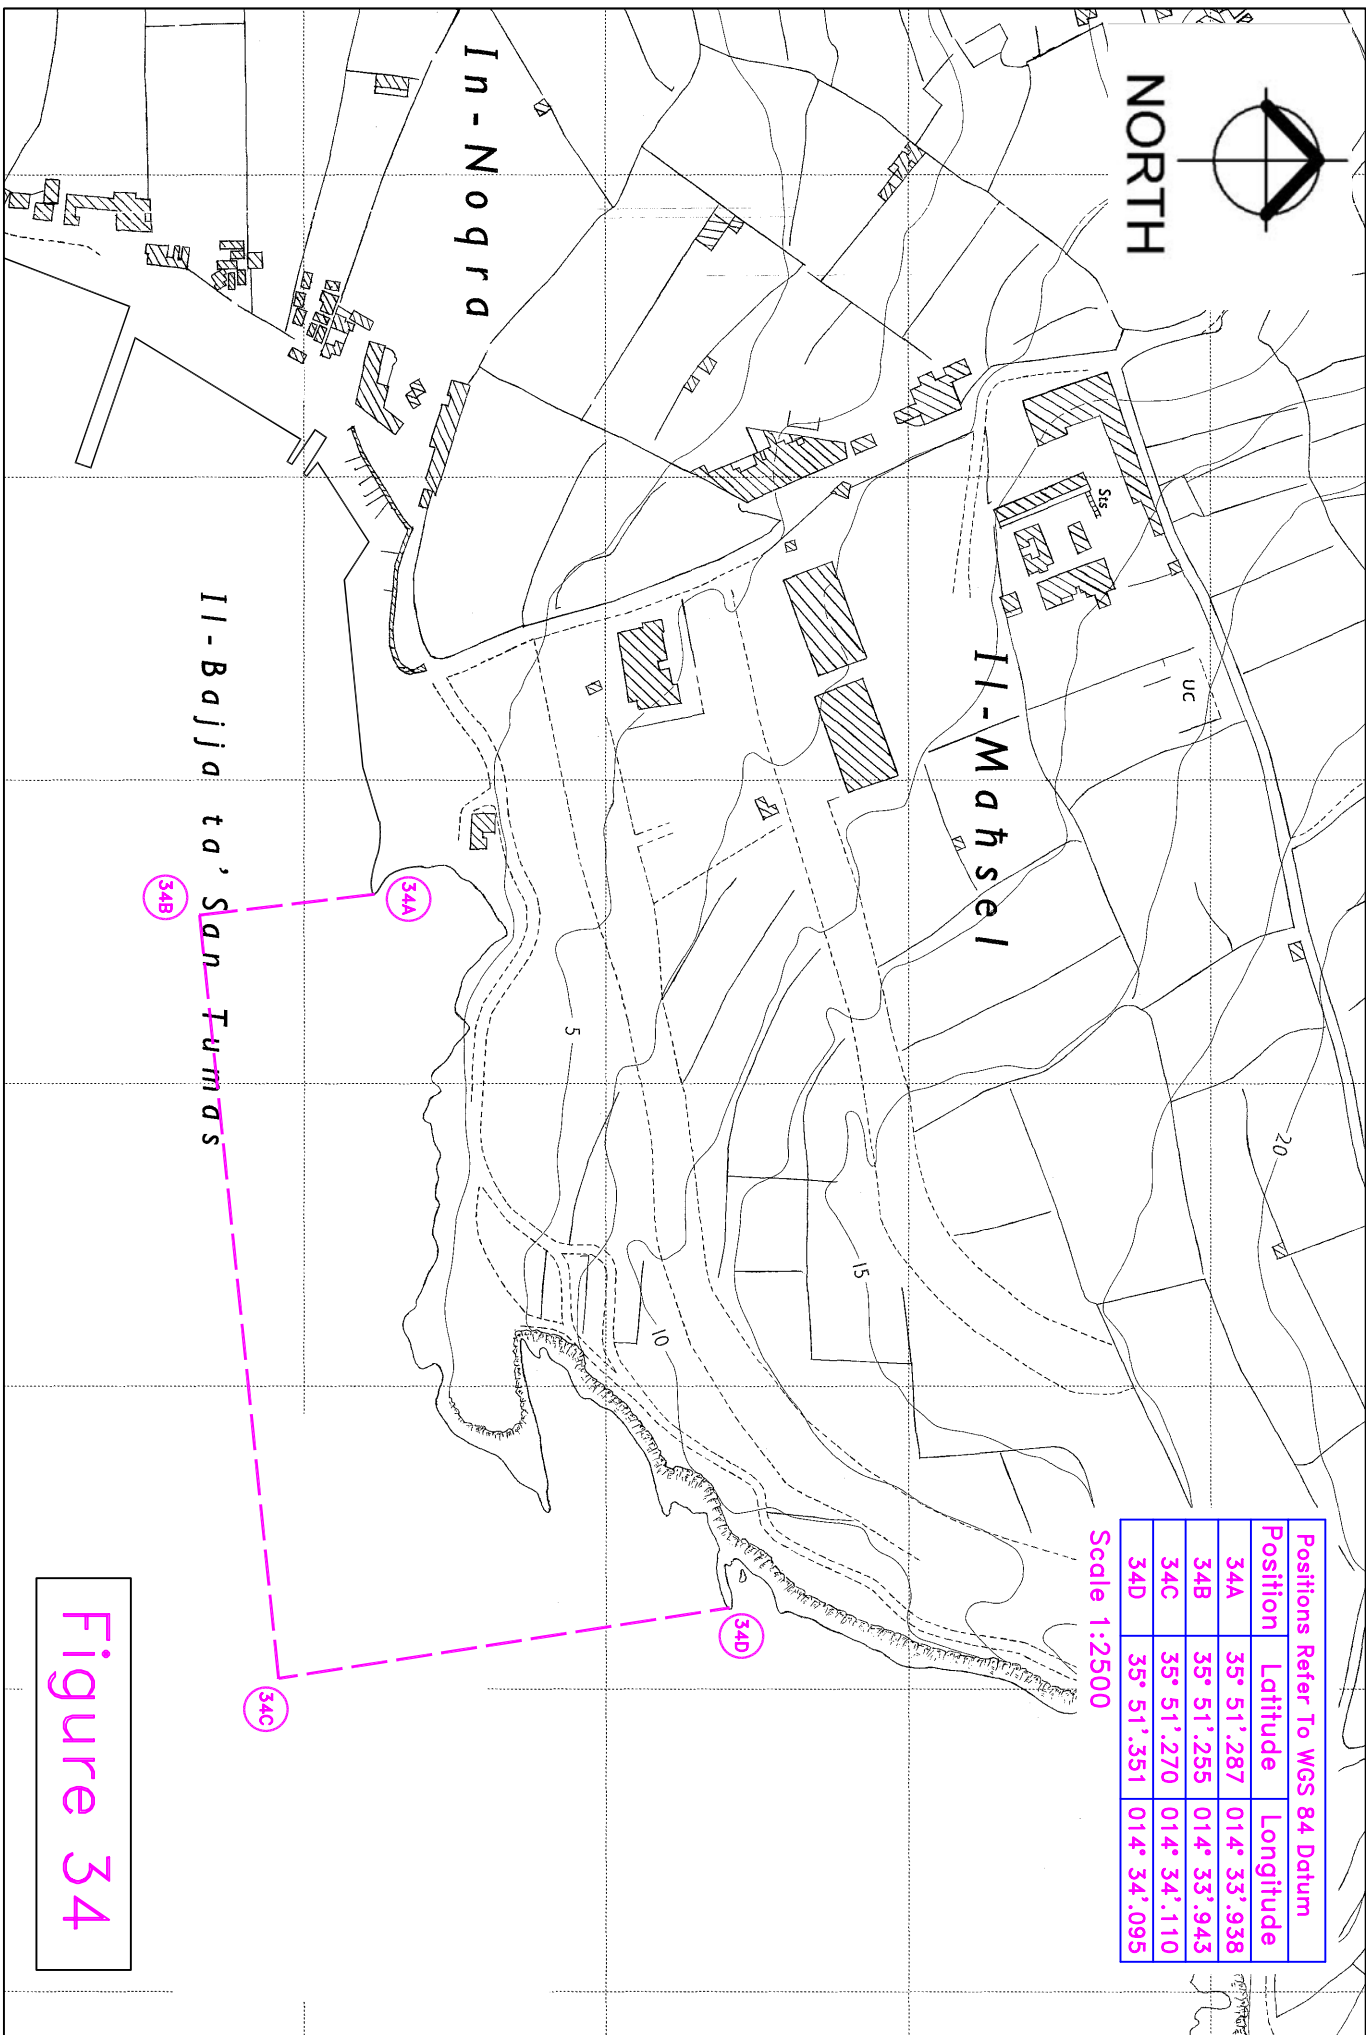 NORTH
In-Noqra
Il-Maħsel
Il-Bajja ta' San Tumas
Sts
UC
5
10
15
20
34A
34B
34C
34D
Positions Refer To WGS 84 Datum
Position Latitude Longitude
34A 35° 51'.287 014° 33'.938
34B 35° 51'.255 014° 33'.943
34C 35° 51'.270 014° 34'.110
34D 35° 51'.351 014° 34'.095
Scale 1:2500
Figure 34